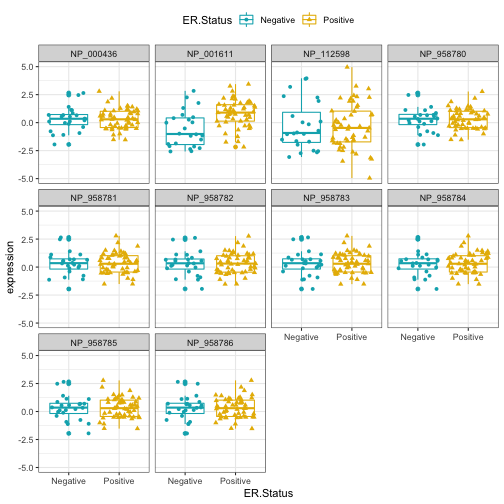 ER.Status Negative Positive
NP_000436 NP_001611 NP_112598 NP_958780
5.0
2.5
0.0
-2.5
-5.0
NP_958781 NP_958782 NP_958783 NP_958784
5.0
2.5
0.0
-2.5
-5.0
expression
Negative Positive Negative Positive
NP_958785 NP_958786
5.0
2.5
0.0
-2.5
-5.0
Negative Positive Negative Positive
ER.Status